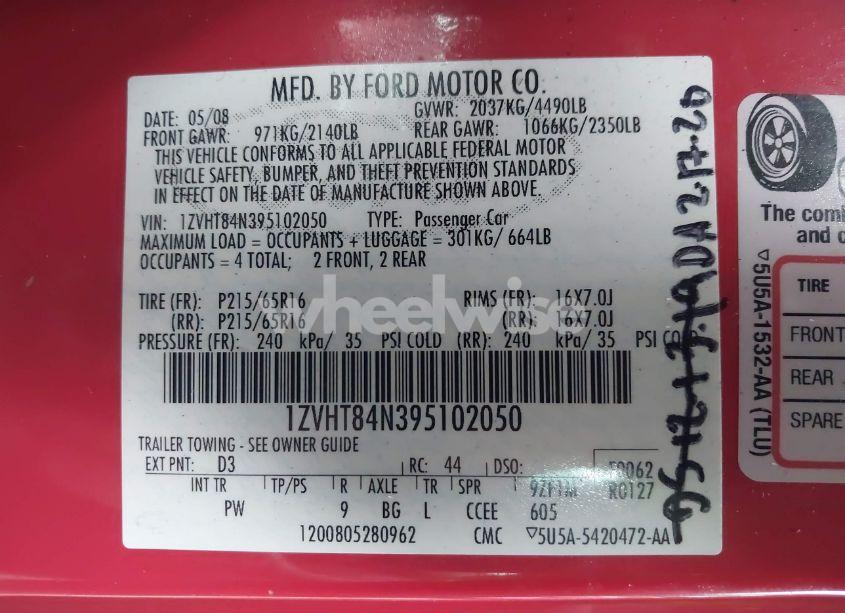 MFD. BY FORD MOTOR CO.
DATE: 05/08 GVWR: 2037KG/4490LB
FRONT GAWR: 971KG/2140LB REAR GAWR: 1066KG/2350LB
THIS VEHICLE CONFORMS TO ALL APPLICABLE FEDERAL MOTOR
VEHICLE SAFETY, BUMPER, AND THEFT PREVENTION STANDARDS
IN EFFECT ON THE DATE OF MANUFACTURE SHOWN ABOVE.
VIN: 1ZVHT84N395102050 TYPE: Passenger Car
MAXIMUM LOAD = OCCUPANTS + LUGGAGE = 301KG/ 664LB
OCCUPANTS = 4 TOTAL; 2 FRONT, 2 REAR
TIRE (FR): P215/65R16 RIMS (FR): 16X7.0J
(RR): P215/65R16 (RR): 16X7.0J
wheelwise
PRESSURE (FR): 240 kPa/ 35 PSI COLD (RR): 240 kPa/ 35 PSI
1ZVHT84N395102050
TRAILER TOWING - SEE OWNER GUIDE
EXT PNT: D3 RC: 44 DSO: F0062
INT TR TP/PS R AXLE TR SPR R0127
PW 9 BG L CCEE 605
1200805280962 CMC ▽5U5A-5420472-AA
The comb
and c
▽5U5A-1532-AA (TLU)
TIRE
FRONT
REAR
SPARE